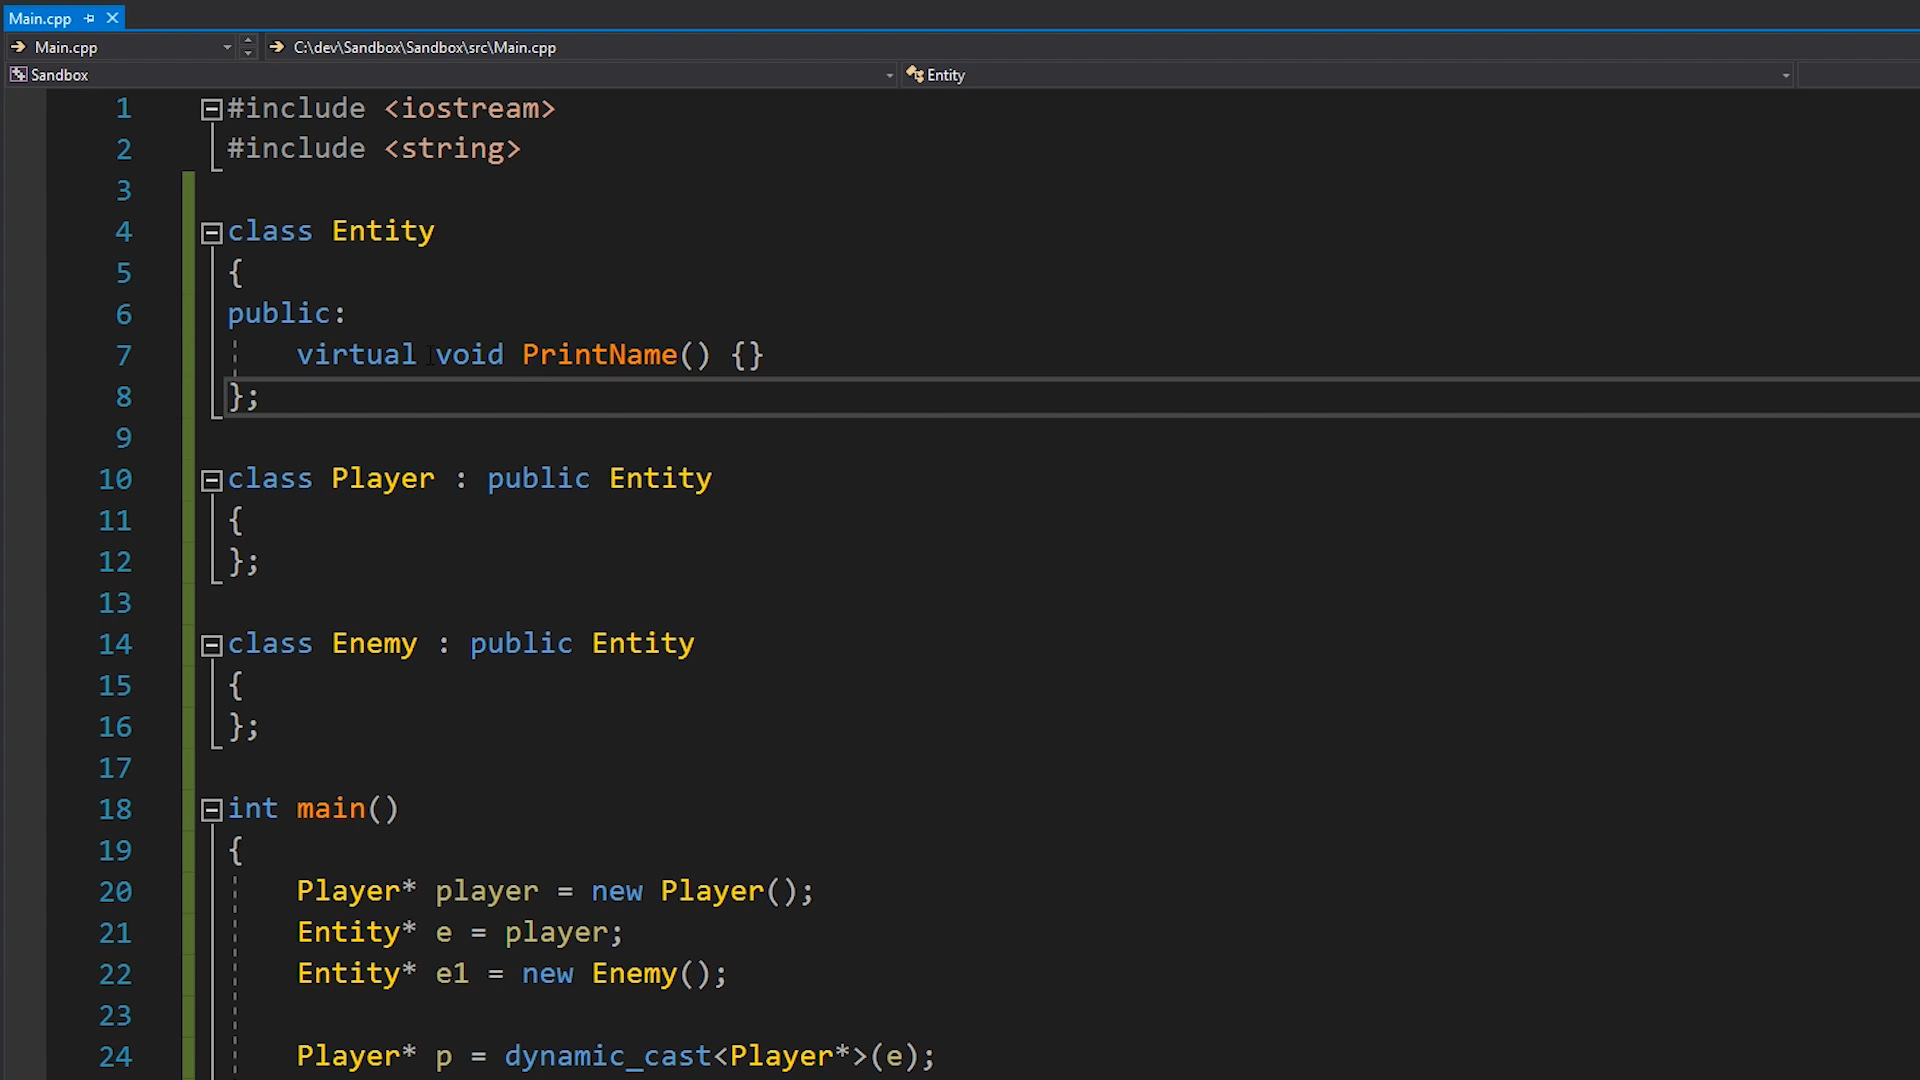 Main.cpp
Main.cpp C:\dev\Sandbox\Sandbox\src\Main.cpp
Sandbox Entity
1 #include <iostream>
2 #include <string>
3
4 class Entity
5 {
6 public:
7 virtual void PrintName() {}
8 };
9
10 class Player : public Entity
11 {
12 };
13
14 class Enemy : public Entity
15 {
16 };
17
18 int main()
19 {
20 Player* player = new Player();
21 Entity* e = player;
22 Entity* e1 = new Enemy();
23
24 Player* p = dynamic_cast<Player*>(e);